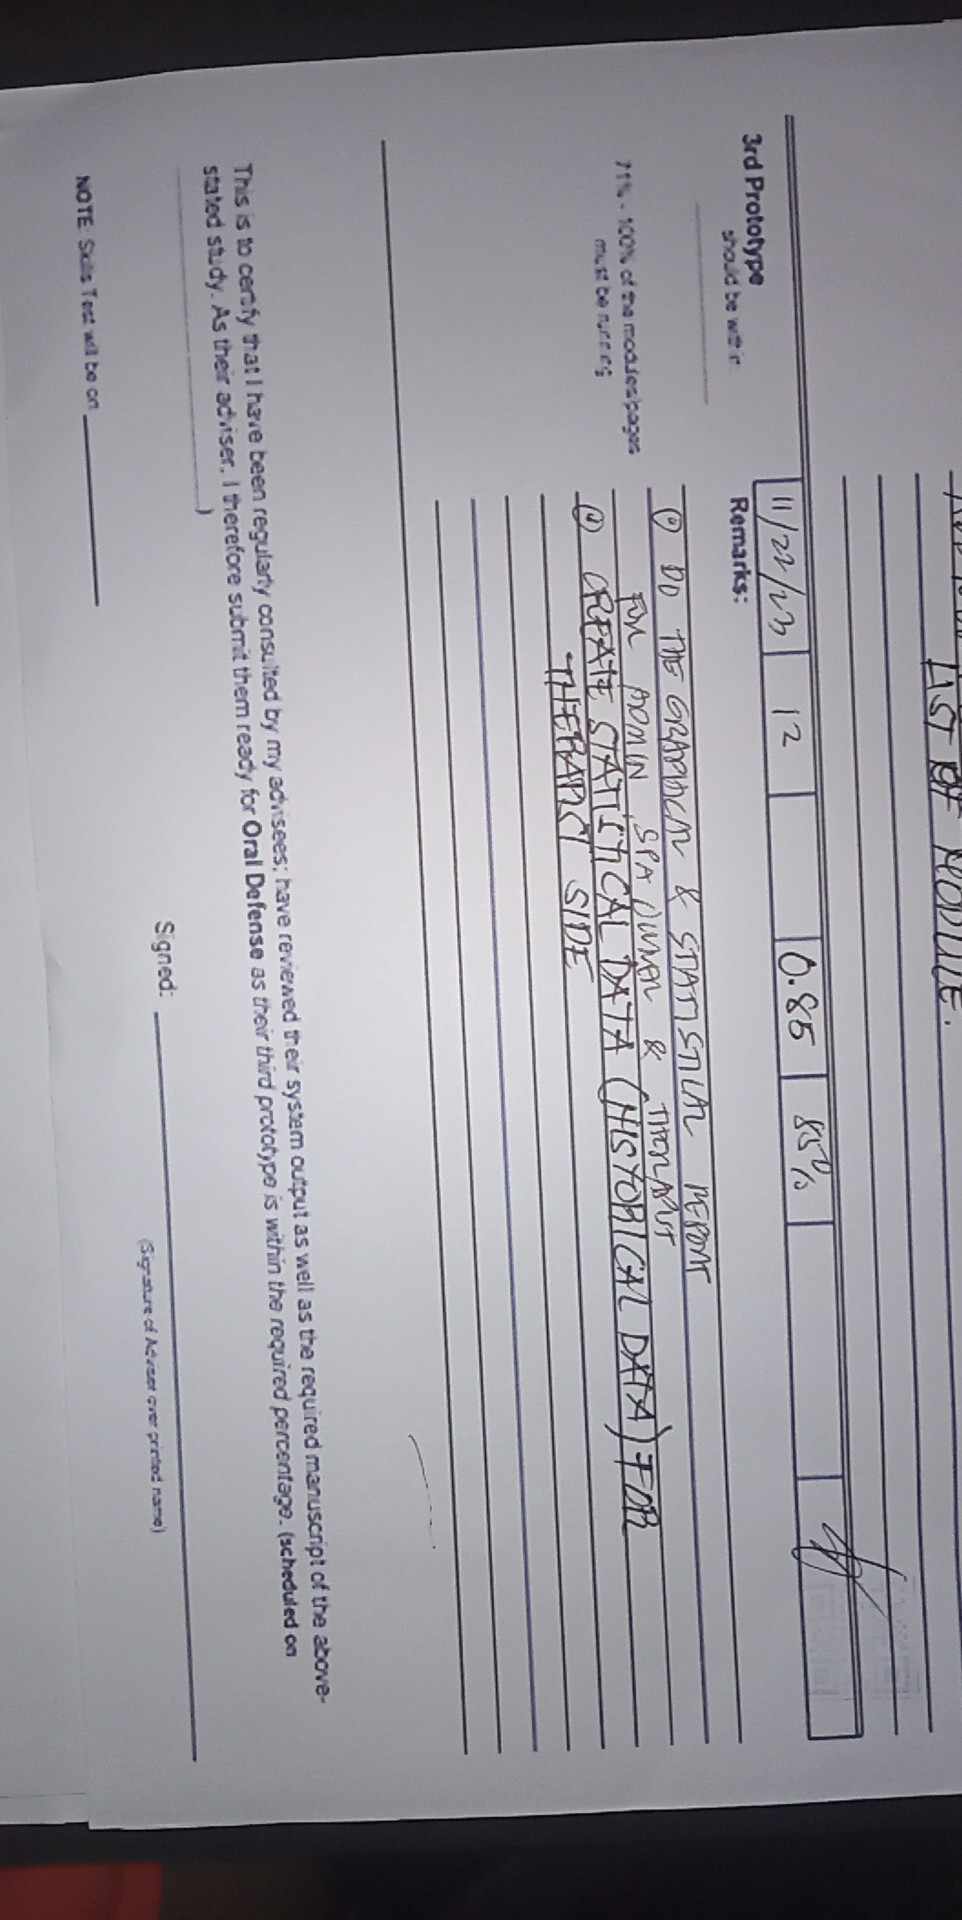 LIST OF MODULE.
11/22/23 12 0.85 85%
3rd Prototype
should be within
Remarks:
71% - 100% of the modules/pages
must be running
DO THE GRAPHICAL & STATISTICAL REPORT
FOR ADMIN, SPA OWNER & THERAPIST
CREATE STATISTICAL DATA (HISTORICAL DATA) FOR
THERAPIST SIDE
This is to certify that I have been regularly consulted by my advisees; have reviewed their system output as well as the required manuscript of the above-
stated study. As their adviser, I therefore submit them ready for Oral Defense as their third prototype is within the required percentage. (scheduled on
)
Signed:
(Signature of Adviser over printed name)
NOTE: Skills Test will be on